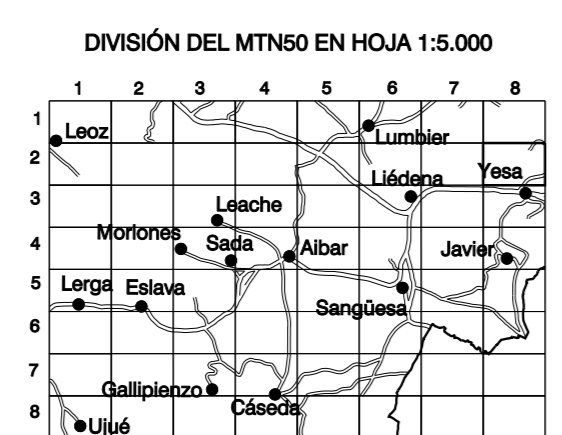 DIVISIÓN DEL MTN50 EN HOJA 1:5.000
1 2 3 4 5 6 7 8
1
Leoz
Lumbier
2
Liédena
Yesa
3
Leache
Moriones
4
Sada
Aibar
Javier
5
Lerga
Eslava
Sangüesa
6
7
Gallipienzo
Cáseda
8
Ujué